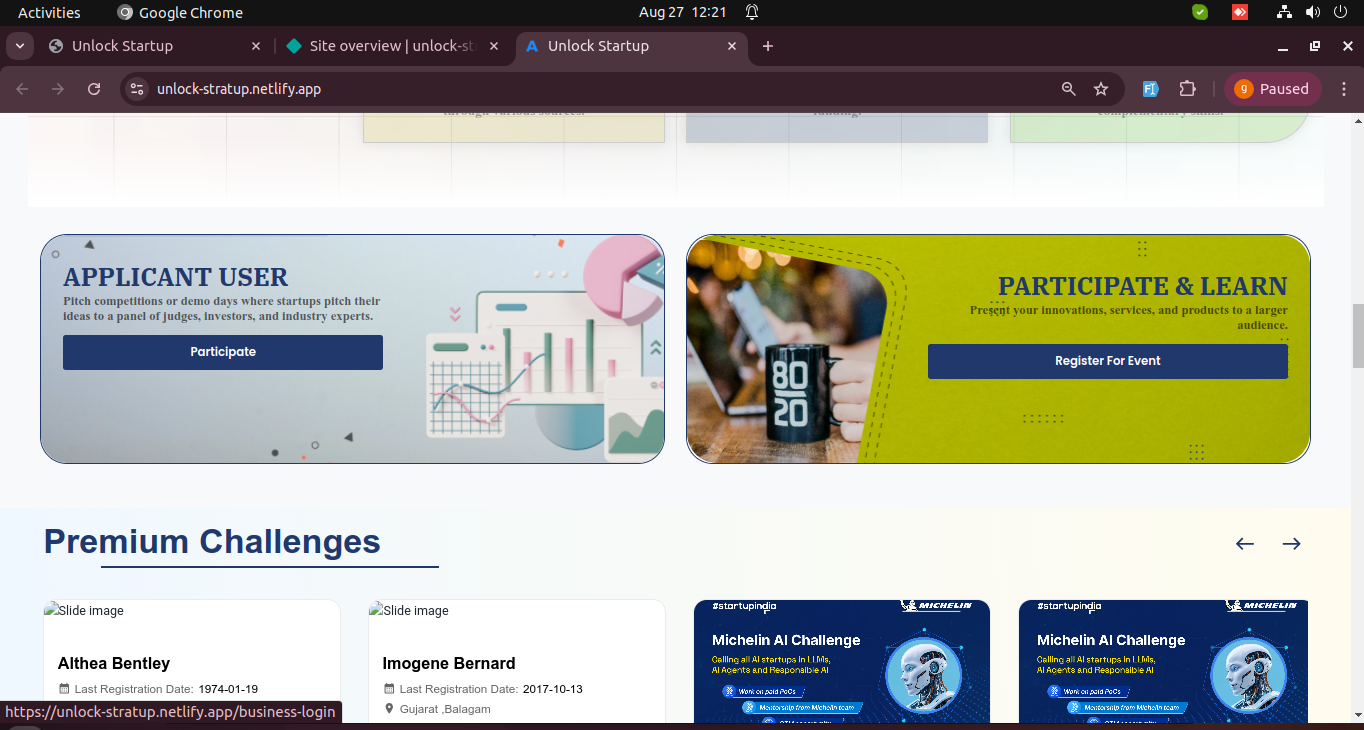 Activities
Google Chrome
Aug 27 12:21
Unlock Startup
Site overview | unlock-st
Unlock Startup
unlock-stratup.netlify.app
g
Paused
through various sources.
funding.
complementary skills.
APPLICANT USER
Pitch competitions or demo days where startups pitch their
ideas to a panel of judges, investors, and industry experts.
Participate
80
20
PARTICIPATE & LEARN
Present your innovations, services, and products to a larger
audience.
Register For Event
Premium Challenges
Slide image
Althea Bentley
Last Registration Date: 1974-01-19
Slide image
Imogene Bernard
Last Registration Date: 2017-10-13
Gujarat ,Balagam
#startupindia
MICHELIN
Michelin AI Challenge
Calling all AI startups in LLMs,
AI Agents and Responsible AI
Work on paid PoCs
Mentorship from Michelin team
#startupindia
MICHELIN
Michelin AI Challenge
Calling all AI startups in LLMs,
AI Agents and Responsible AI
Work on paid PoCs
Mentorship from Michelin team
https://unlock-stratup.netlify.app/business-login